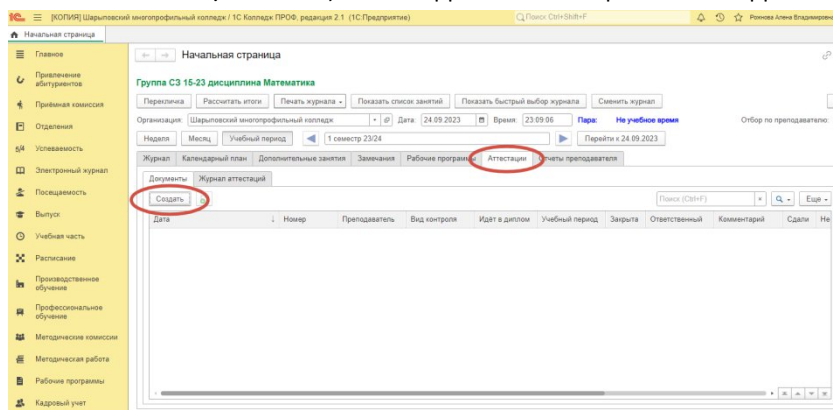 1С [КОПИЯ] Шарыповский многопрофильный колледж / 1С Колледж ПРОФ, редакция 2.1 (1С:Предприятие) Поиск Ctrl+Shift+F
Начальная страница
Главное
Привлечение
абитуриентов
Приёмная комиссия
Отделения
Успеваемость
Электронный журнал
Посещаемость
Выпуск
Учебная часть
Расписание
Производственное
обучение
Профессиональное
обучение
Методические комиссии
Методическая работа
Рабочие программы
Кадровый учет
Начальная страница
Группа СЗ 15-23 дисциплина Математика
Перекличка Рассчитать итоги Печать журнала Показать список занятий Показать быстрый выбор журнала Сменить журнал
Организация: Шарыповский многопрофильный колледж Дата: 24.09.2023 Время: 23:09:06 Пара: Не учебное время Отбор по преподавателю:
Неделя Месяц Учебный период 1 семестр 23/24 Перейти к 24.09.2023
Журнал Календарный план Дополнительные занятия Замечания Рабочие программы Аттестации Отчеты преподавателя
Документы Журнал аттестаций
Создать Поиск (Ctrl+F) Еще
Дата Номер Преподаватель Вид контроля Идёт в диплом Учебный период Закрыта Ответственный Комментарий Сдали Не